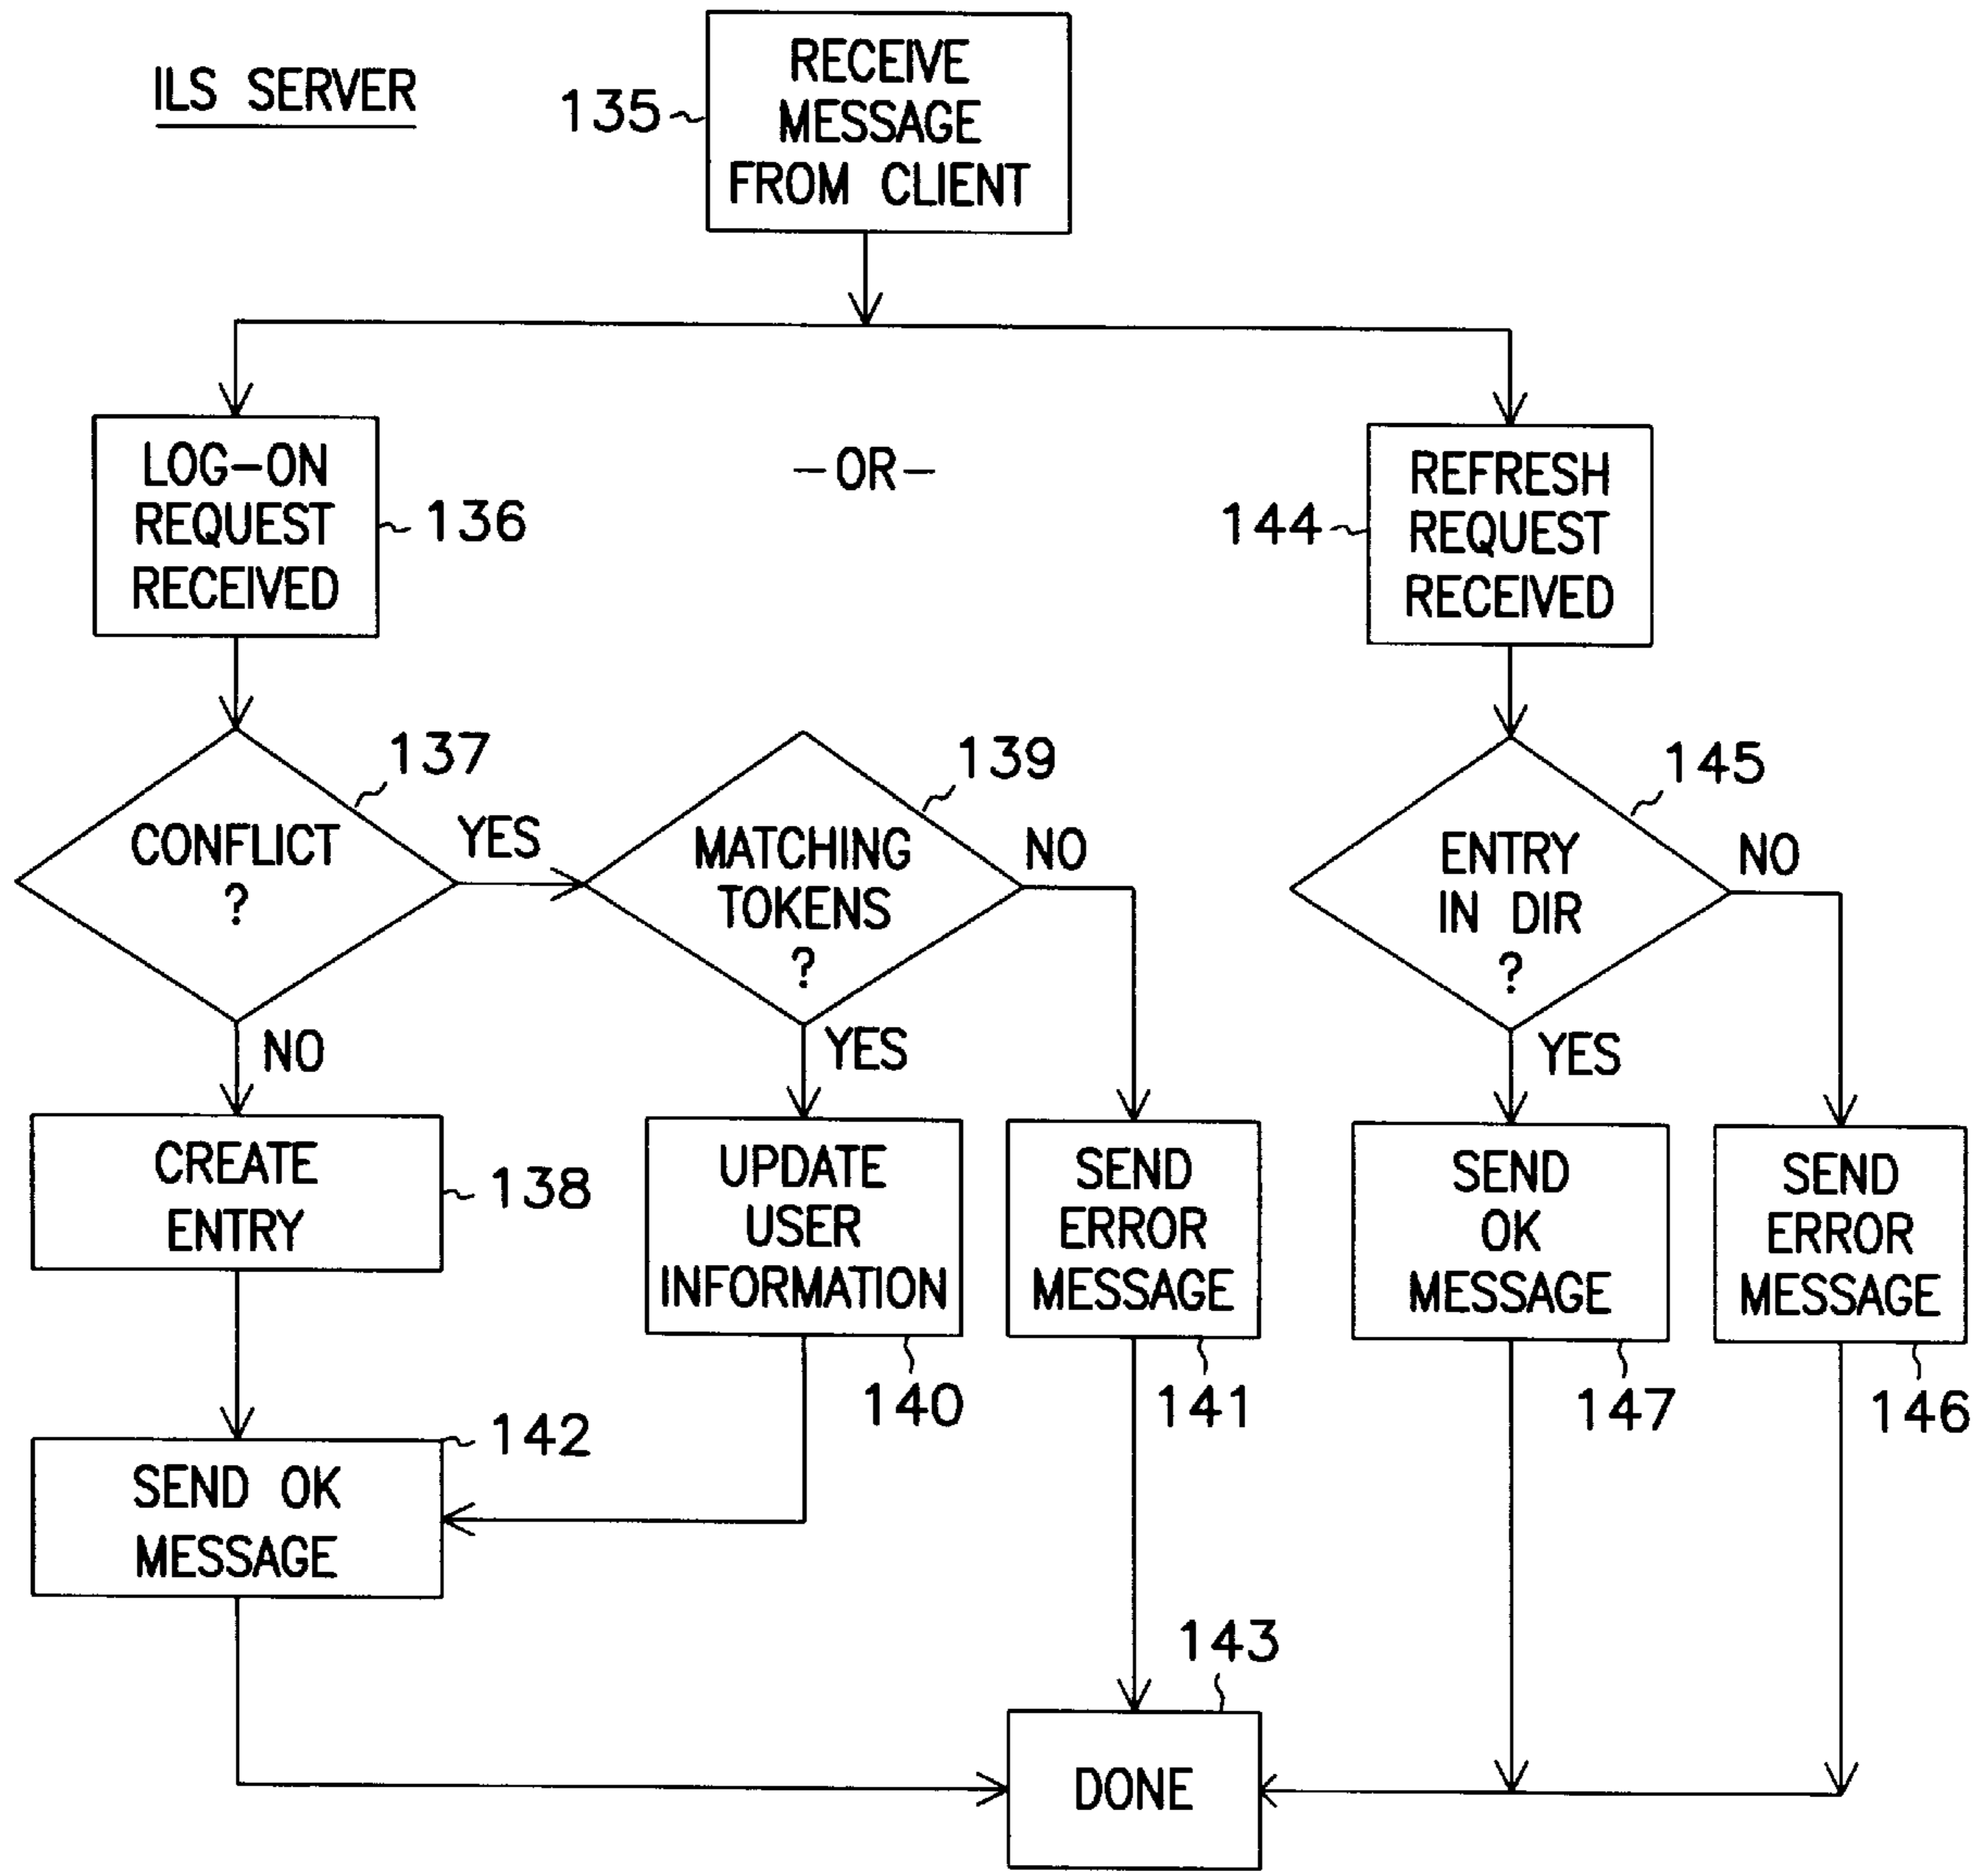 ILS SERVER
135
RECEIVE
MESSAGE
FROM CLIENT
LOG-ON
REQUEST
RECEIVED
136
-OR-
144
REFRESH
REQUEST
RECEIVED
137
CONFLICT
?
YES
NO
139
MATCHING
TOKENS
?
NO
YES
145
ENTRY
IN DIR
?
NO
YES
CREATE
ENTRY
138
UPDATE
USER
INFORMATION
140
SEND
ERROR
MESSAGE
141
SEND
OK
MESSAGE
147
SEND
ERROR
MESSAGE
146
142
SEND OK
MESSAGE
143
DONE